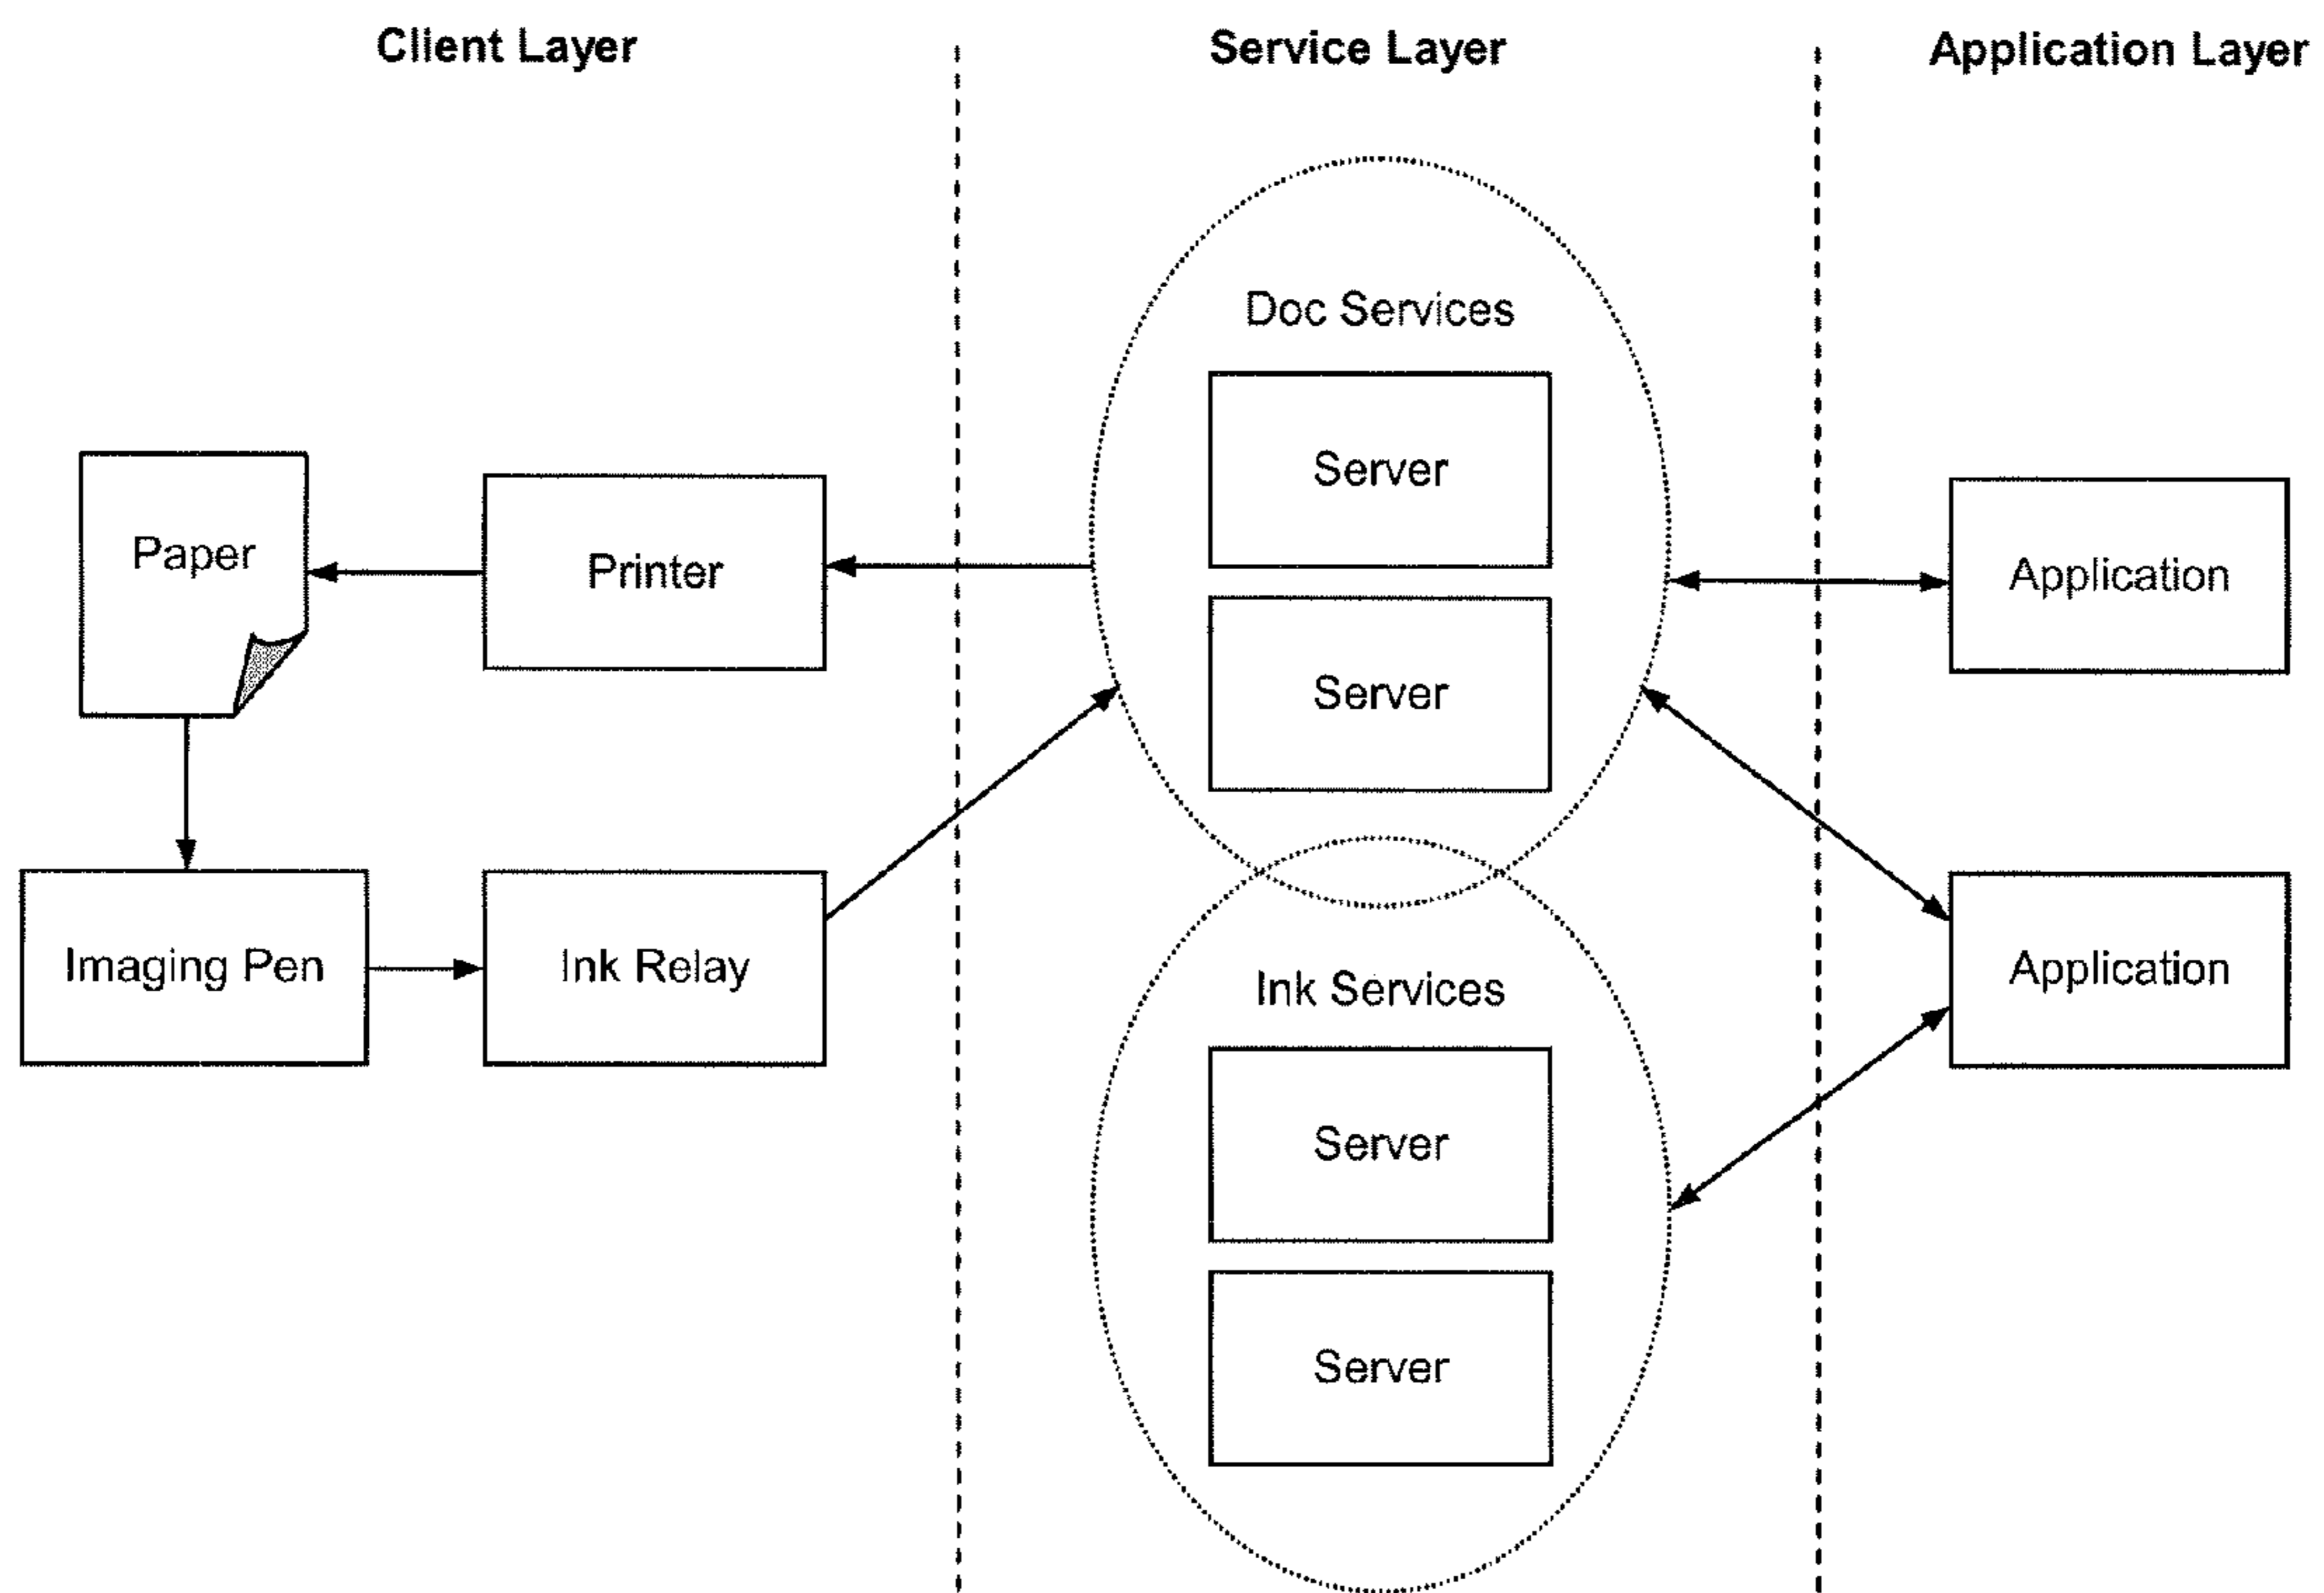 Client Layer
Service Layer
Application Layer
Doc Services
Server
Paper
Printer
Application
Server
Imaging Pen
Ink Relay
Application
Ink Services
Server
Server